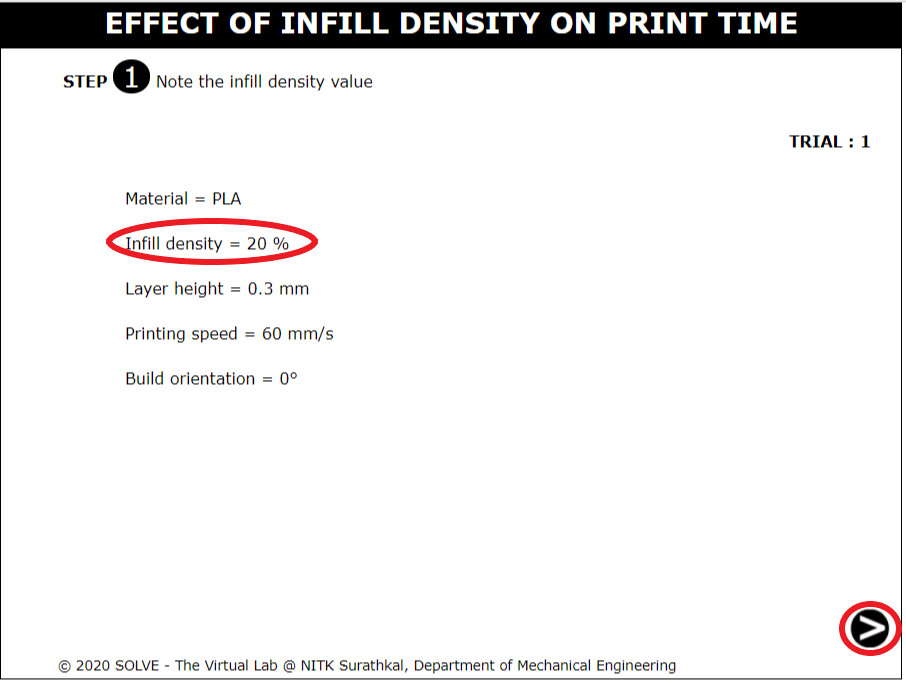 EFFECT OF INFILL DENSITY ON PRINT TIME
STEP 1 Note the infill density value
TRIAL : 1
Material = PLA
Infill density = 20 %
Layer height = 0.3 mm
Printing speed = 60 mm/s
Build orientation = 0°
>
© 2020 SOLVE - The Virtual Lab @ NITK Surathkal, Department of Mechanical Engineering